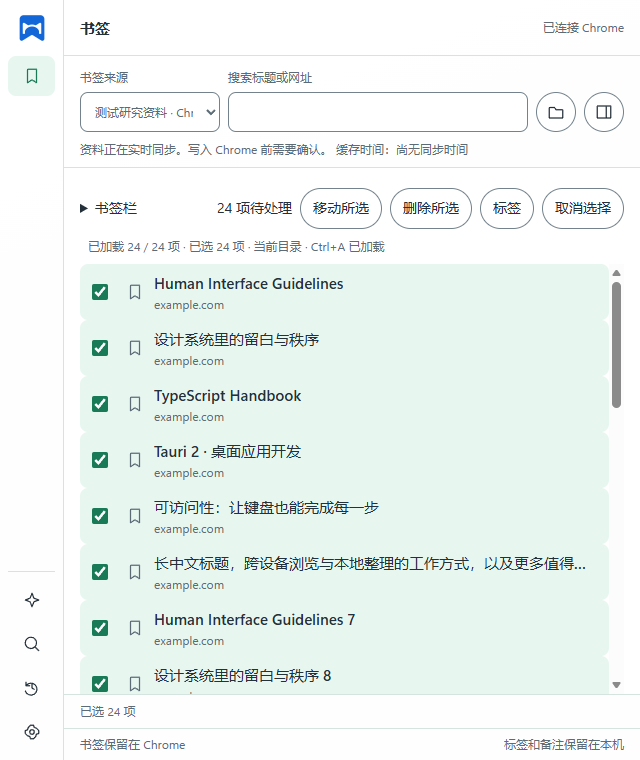 书签
已连接 Chrome
书签来源
搜索标题或网址
测试研究资料 · Chr
资料正在实时同步。写入 Chrome 前需要确认。 缓存时间：尚无同步时间
书签栏
24 项待处理
移动所选
删除所选
标签
取消选择
已加载 24 / 24 项 · 已选 24 项 · 当前目录 · Ctrl+A 已加载
Human Interface Guidelines
example.com
设计系统里的留白与秩序
example.com
TypeScript Handbook
example.com
Tauri 2 · 桌面应用开发
example.com
可访问性：让键盘也能完成每一步
example.com
长中文标题，跨设备浏览与本地整理的工作方式，以及更多值得...
example.com
Human Interface Guidelines 7
example.com
设计系统里的留白与秩序 8
已选 24 项
书签保留在 Chrome
标签和备注保留在本机